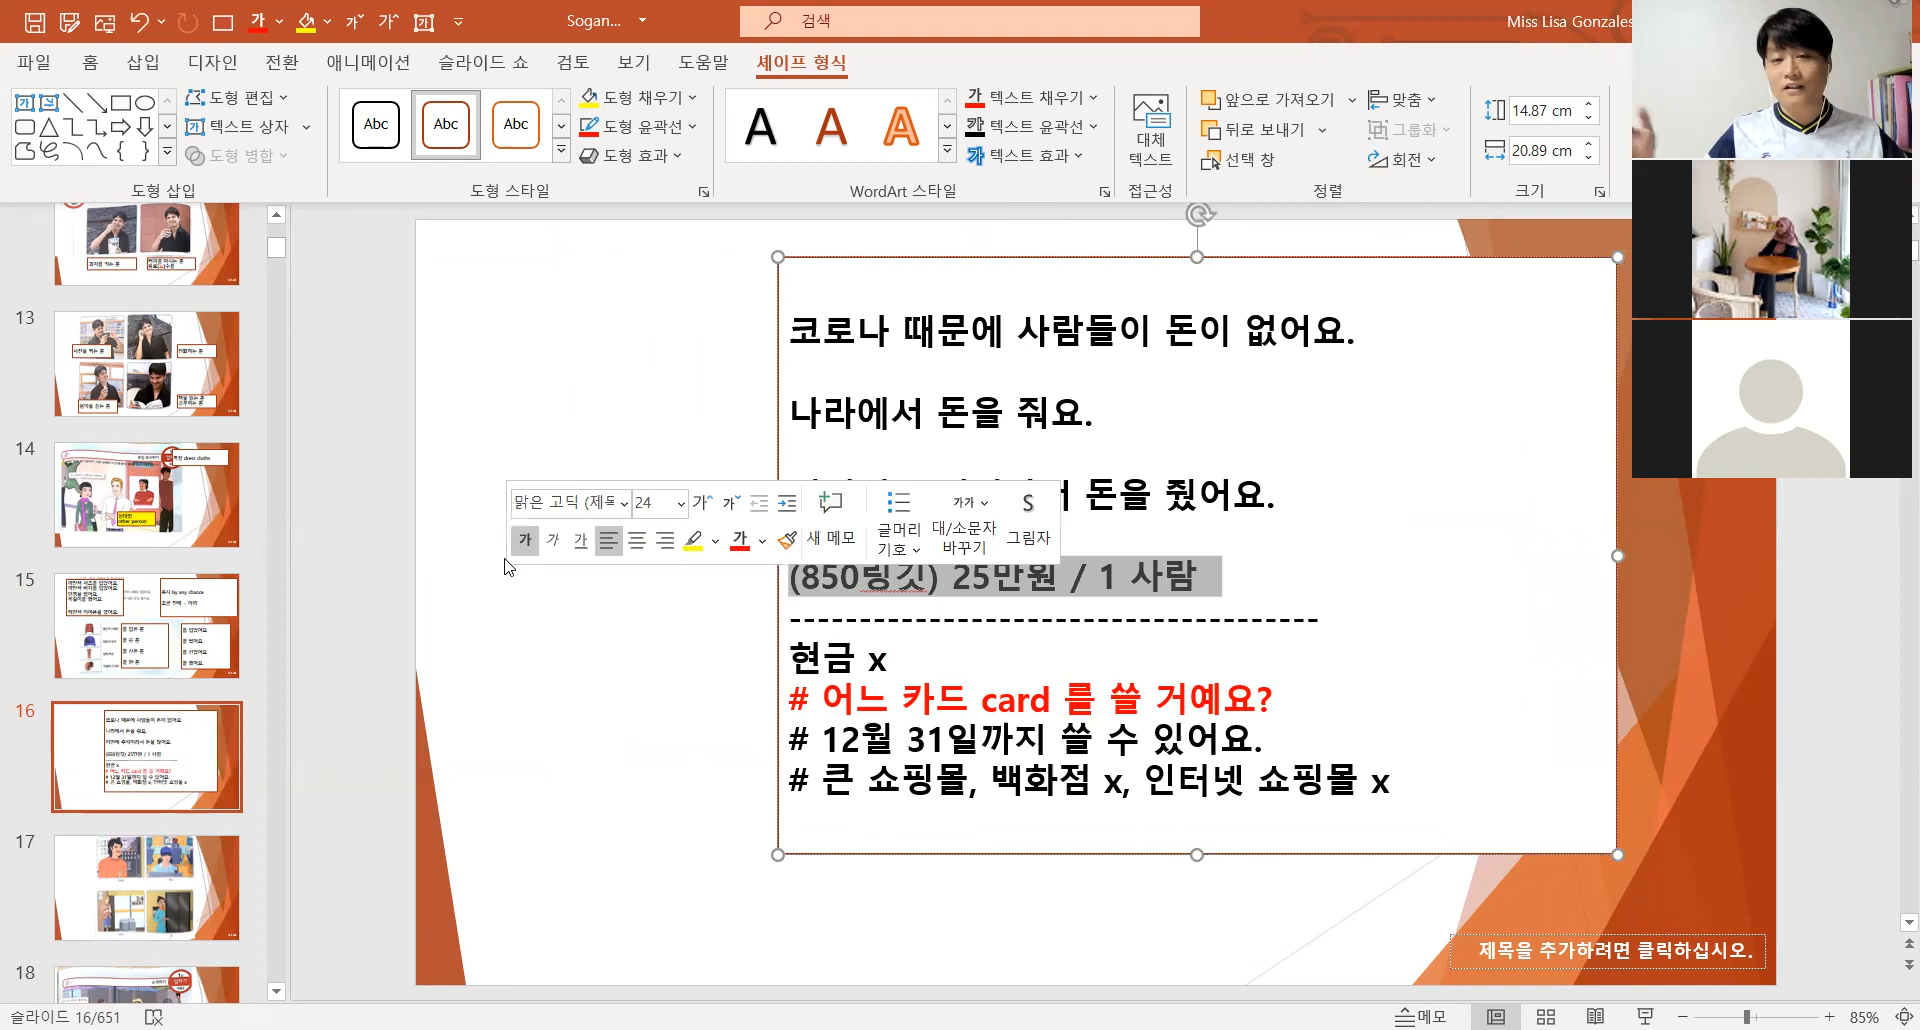 Sogan...
검색
Miss Lisa Gonzales
파일 홈 삽입 디자인 전환 애니메이션 슬라이드 쇼 검토 보기 도움말 셰이프 형식
도형 편집
텍스트 상자
도형 병합
도형 삽입
Abc Abc Abc
도형 채우기
도형 윤곽선
도형 효과
도형 스타일
A A A
텍스트 채우기
텍스트 윤곽선
텍스트 효과
WordArt 스타일
대체
텍스트
접근성
앞으로 가져오기
뒤로 보내기
선택 창
맞춤
그룹화
회전
정렬
14.87 cm
20.89 cm
크기
13
14
15
16
17
18
코로나 때문에 사람들이 돈이 없어요.
나라에서 돈을 줘요.
돈을 줬어요.
(850링깃) 25만원 / 1 사람
-------------------------------------
현금 x
# 어느 카드 card 를 쓸 거예요?
# 12월 31일까지 쓸 수 있어요.
# 큰 쇼핑몰, 백화점 x, 인터넷 쇼핑몰 x
맑은 고딕 (제목 24 가 가
가 가 가 가
새 메모
글머리
기호
가가
대/소문자
바꾸기
S
그림자
제목을 추가하려면 클릭하십시오.
슬라이드 16/651
메모
85%